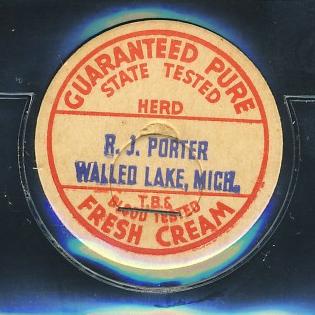 GUARANTEED PURE
STATE TESTED
HERD
R. J. PORTER
WALLED LAKE, MICH.
T.B. &
BLOOD TESTED
FRESH CREAM